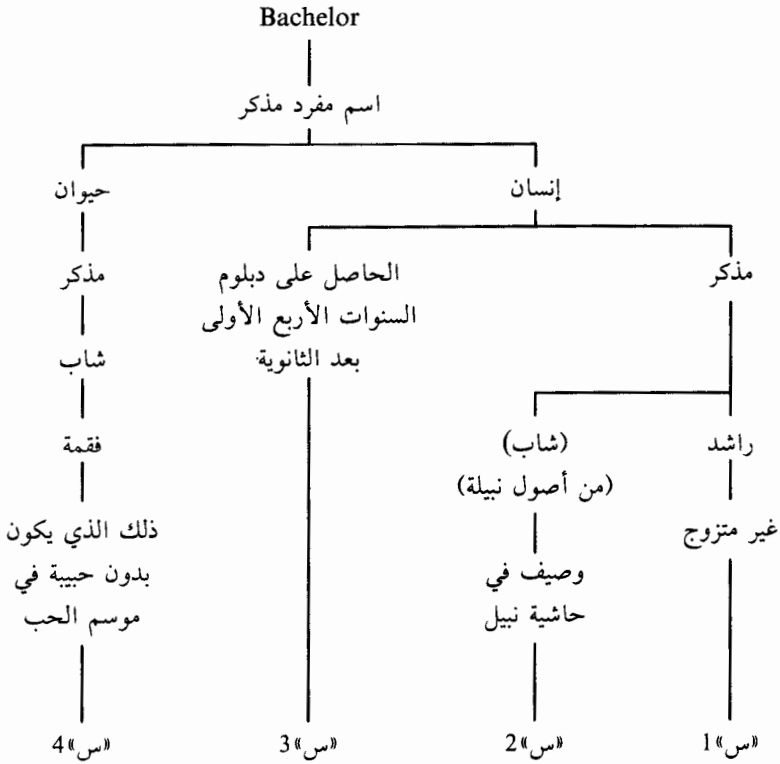 Bachelor
اسم مفرد مذكر
إنسان
حيوان
مذكر
الحاصل على دبلوم
السنوات الأربع الأولى
بعد الثانوية
مذكر
شاب
راشد
(شاب)
(من أصول نبيلة)
فقمة
غير متزوج
وصيف في
حاشية نبيل
ذلك الذي يكون
بدون حبيبة في
موسم الحب
«س» 1
«س» 2
«س» 3
«س» 4